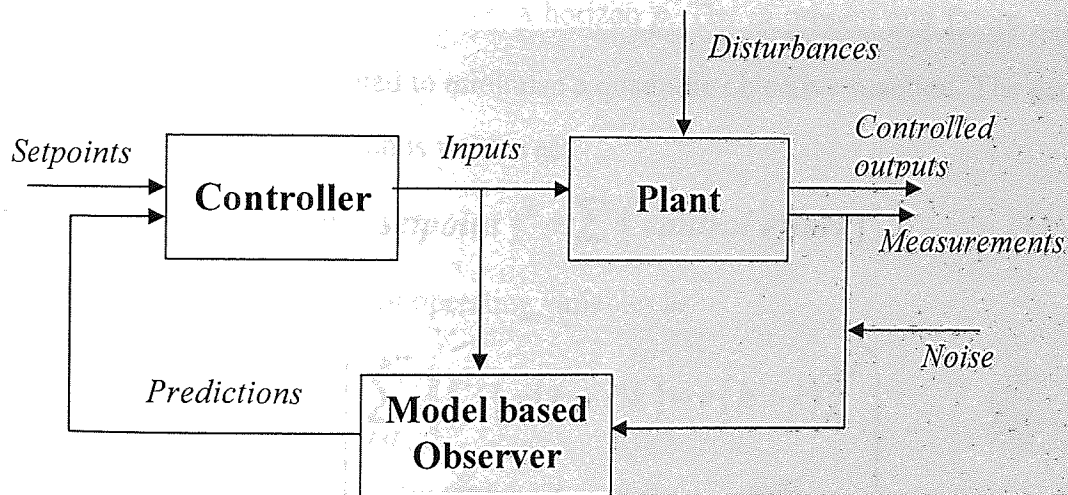 Disturbances
Setpoints
Controller
Inputs
Plant
Controlled
outputs
Measurements
Noise
Predictions
Model based
Observer